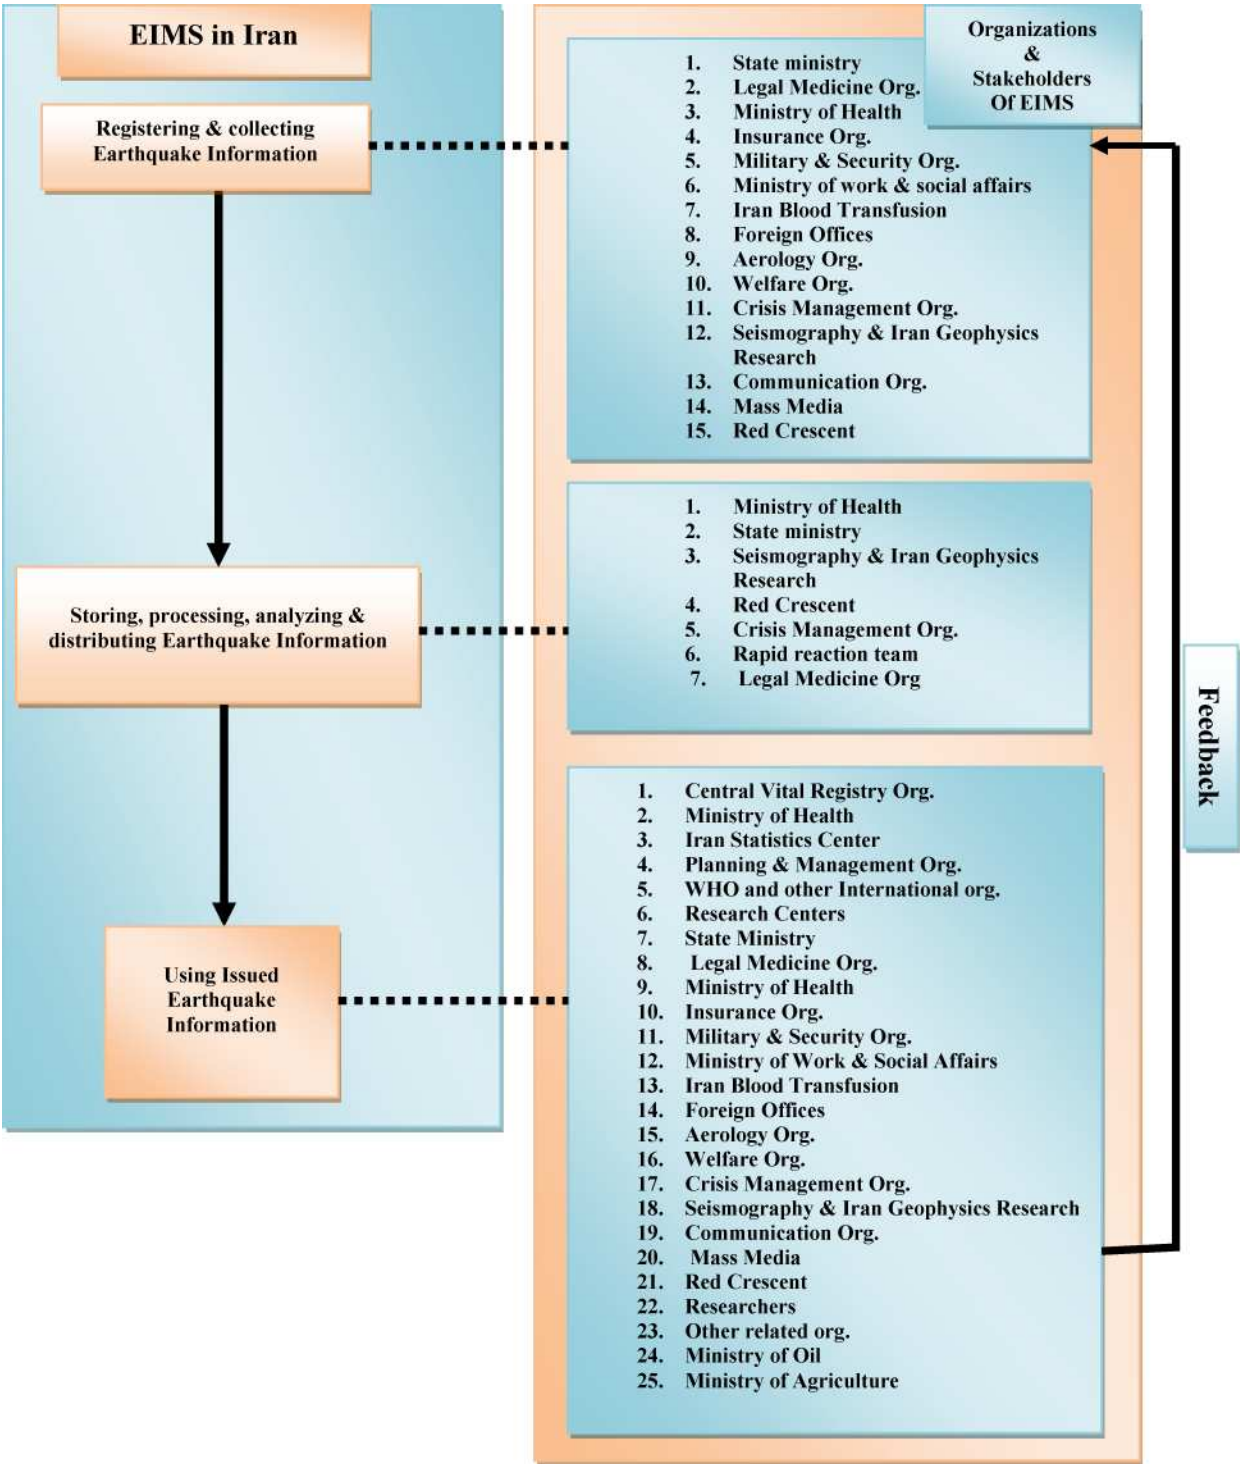 EIMS in Iran
Registering & collecting
Earthquake Information
Storing, processing, analyzing &
distributing Earthquake Information
Using Issued
Earthquake
Information
Organizations
&
Stakeholders
Of EIMS
1. State ministry
2. Legal Medicine Org.
3. Ministry of Health
4. Insurance Org.
5. Military & Security Org.
6. Ministry of work & social affairs
7. Iran Blood Transfusion
8. Foreign Offices
9. Aerology Org.
10. Welfare Org.
11. Crisis Management Org.
12. Seismography & Iran Geophysics
Research
13. Communication Org.
14. Mass Media
15. Red Crescent
1. Ministry of Health
2. State ministry
3. Seismography & Iran Geophysics
Research
4. Red Crescent
5. Crisis Management Org.
6. Rapid reaction team
7. Legal Medicine Org
1. Central Vital Registry Org.
2. Ministry of Health
3. Iran Statistics Center
4. Planning & Management Org.
5. WHO and other International org.
6. Research Centers
7. State Ministry
8. Legal Medicine Org.
9. Ministry of Health
10. Insurance Org.
11. Military & Security Org.
12. Ministry of Work & Social Affairs
13. Iran Blood Transfusion
14. Foreign Offices
15. Aerology Org.
16. Welfare Org.
17. Crisis Management Org.
18. Seismography & Iran Geophysics Research
19. Communication Org.
20. Mass Media
21. Red Crescent
22. Researchers
23. Other related org.
24. Ministry of Oil
25. Ministry of Agriculture
Feedback